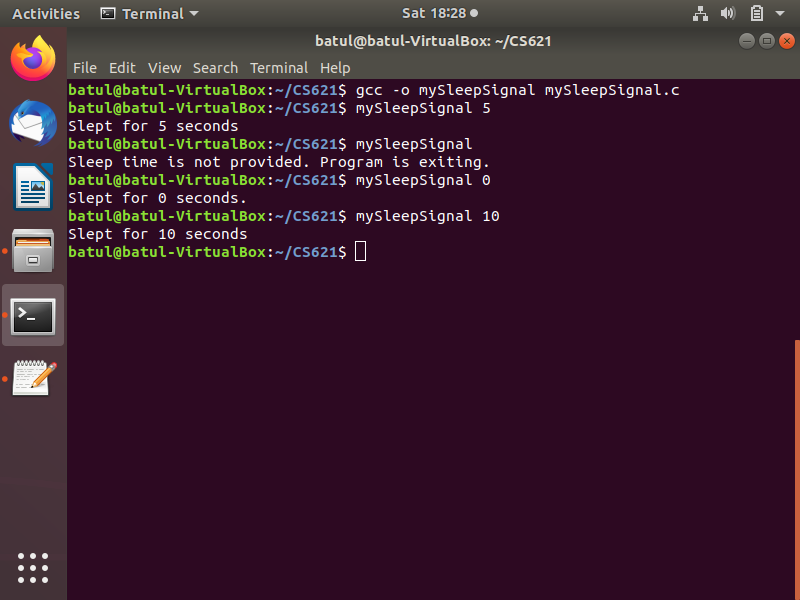 Activities Terminal Sat 18:28
batul@batul-VirtualBox: ~/CS621
File Edit View Search Terminal Help
batul@batul-VirtualBox:~/CS621$ gcc -o mySleepSignal mySleepSignal.c
batul@batul-VirtualBox:~/CS621$ mySleepSignal 5
Slept for 5 seconds
batul@batul-VirtualBox:~/CS621$ mySleepSignal
Sleep time is not provided. Program is exiting.
batul@batul-VirtualBox:~/CS621$ mySleepSignal 0
Slept for 0 seconds.
batul@batul-VirtualBox:~/CS621$ mySleepSignal 10
Slept for 10 seconds
batul@batul-VirtualBox:~/CS621$